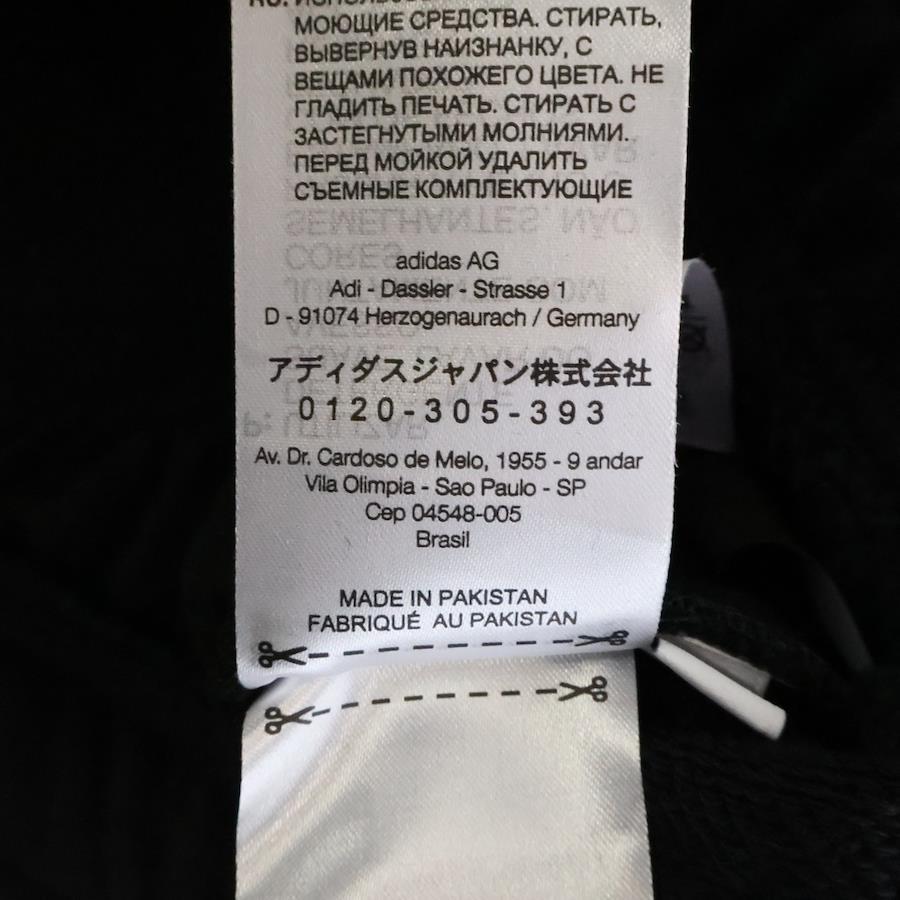 МОЮЩИЕ СРЕДСТВА. СТИРАТЬ,
ВЫВЕРНУВ НАИЗНАНКУ, С
ВЕЩАМИ ПОХОЖЕГО ЦВЕТА. НЕ
ГЛАДИТЬ ПЕЧАТЬ. СТИРАТЬ С
ЗАСТЕГНУТЫМИ МОЛНИЯМИ.
ПЕРЕД МОЙКОЙ УДАЛИТЬ
СЪЕМНЫЕ КОМПЛЕКТУЮЩИЕ
adidas AG
Adi - Dassler - Strasse 1
D - 91074 Herzogenaurach / Germany
アディダスジャパン株式会社
0120-305-393
Av. Dr. Cardoso de Melo, 1955 - 9 andar
Vila Olimpia - Sao Paulo - SP
Cep 04548-005
Brasil
MADE IN PAKISTAN
FABRIQUÉ AU PAKISTAN